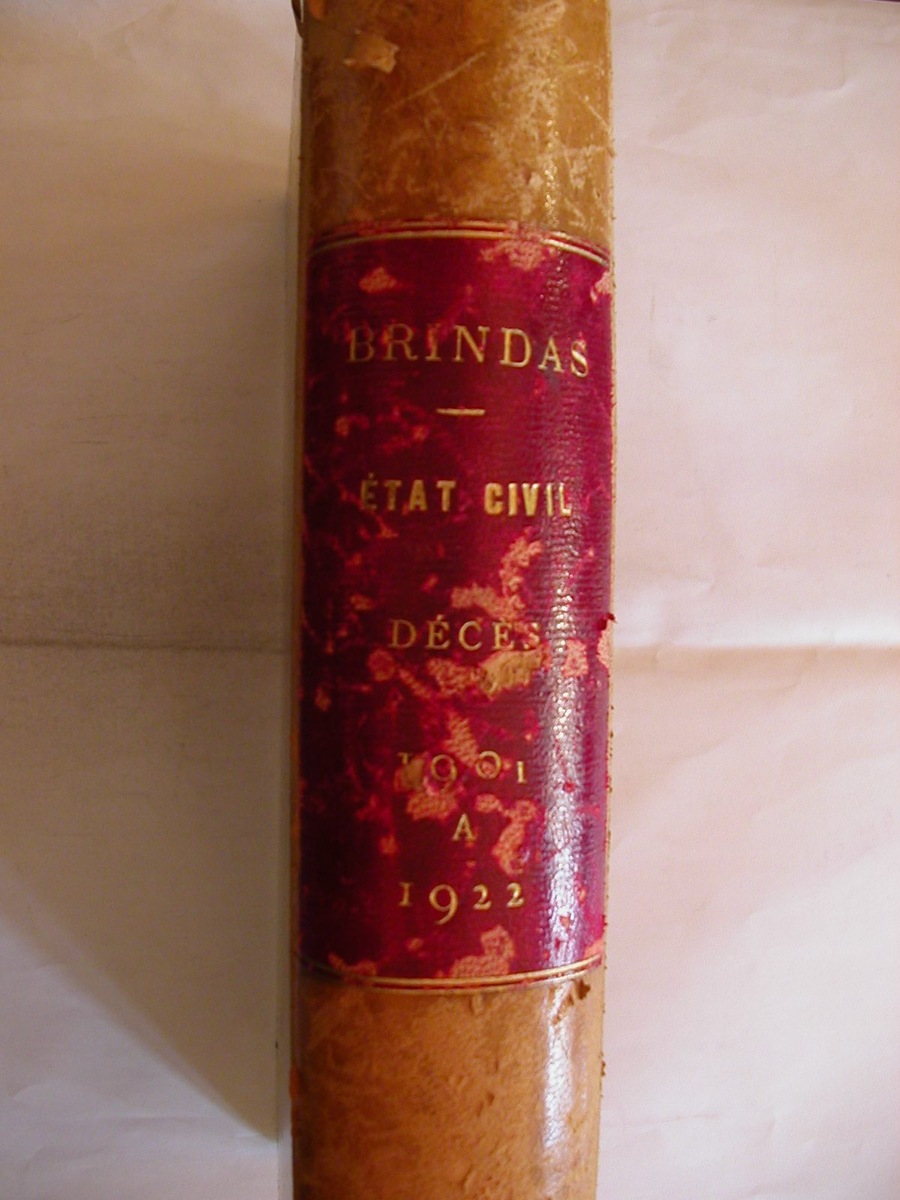 BRINDAS
ÉTAT CIVIL
DÉCÈS
1901
A
1922